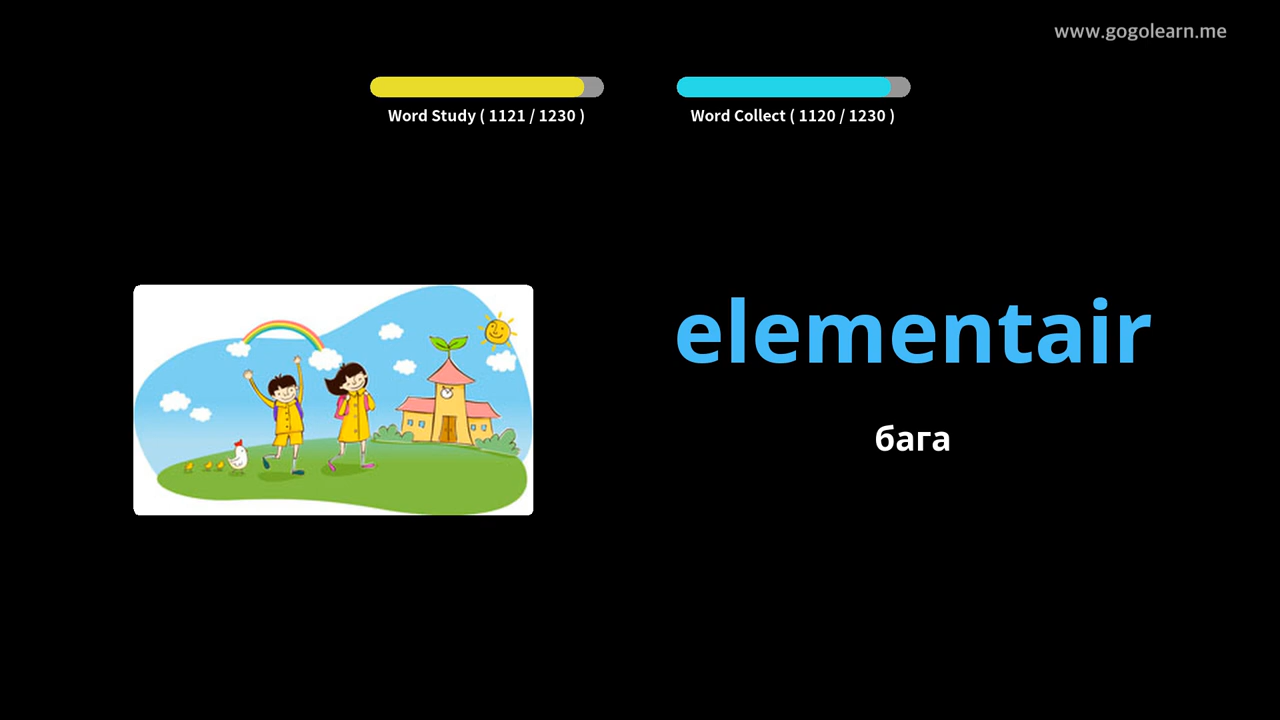 www.gogolearn.me
Word Study ( 1121 / 1230 )
Word Collect ( 1120 / 1230 )
elementair
бага